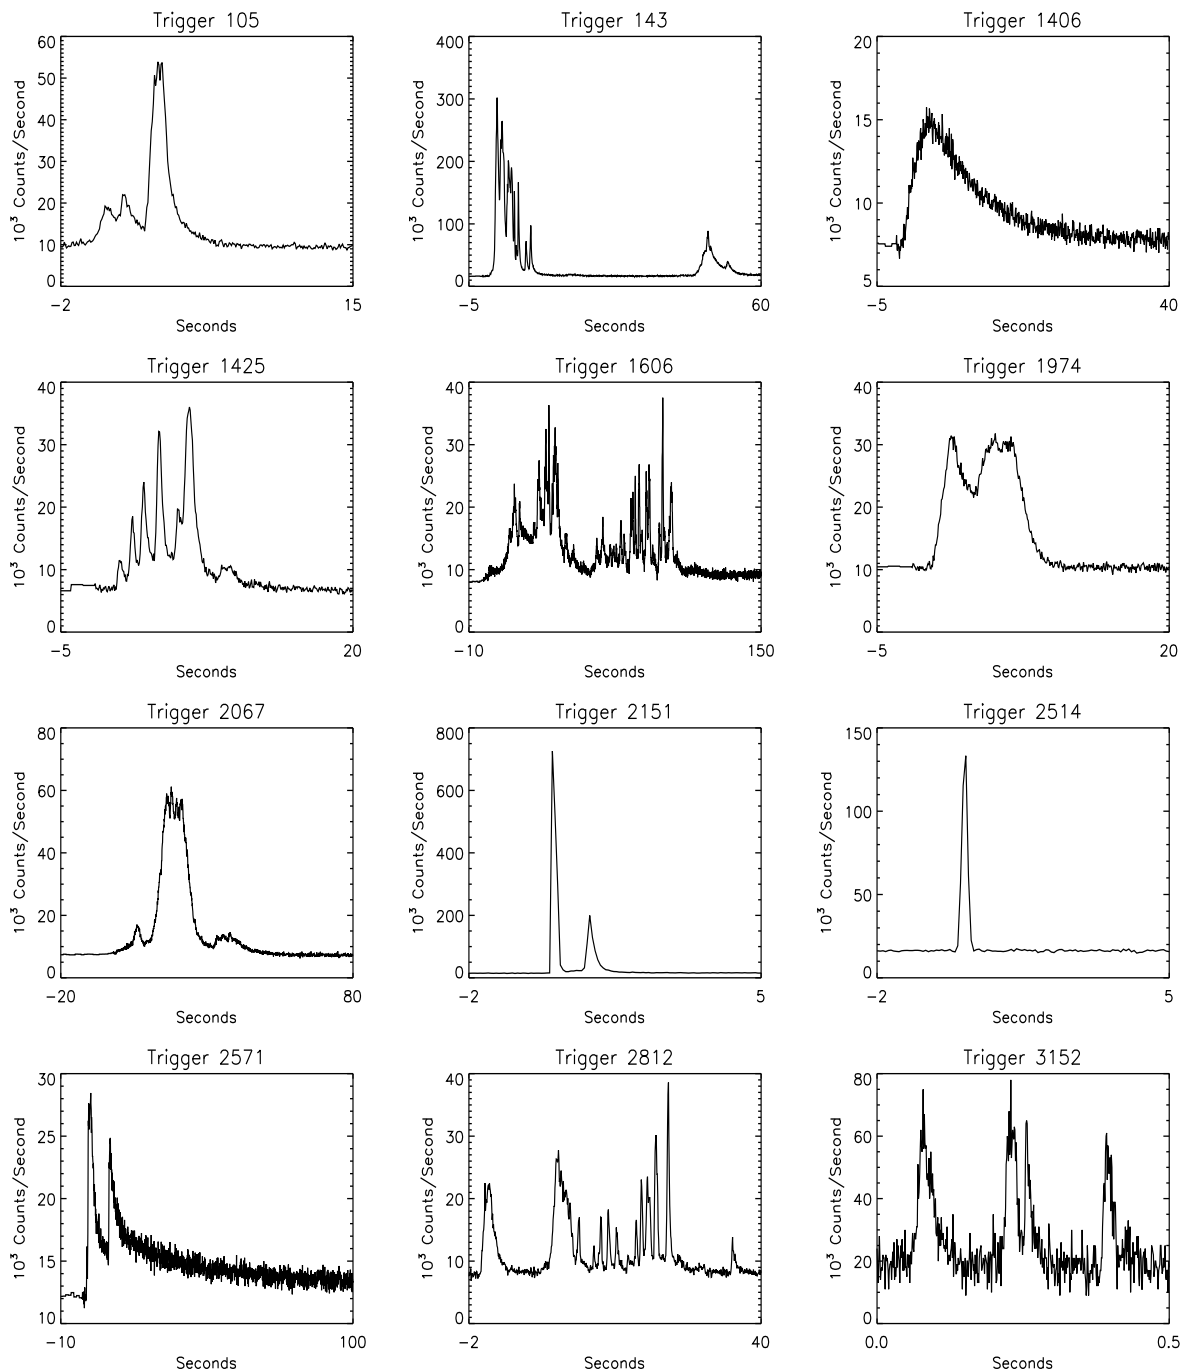 Trigger 105
10³ Counts/Second
60
50
40
30
20
10
0
-2
15
Seconds
Trigger 143
10³ Counts/Second
400
300
200
100
0
-5
60
Seconds
Trigger 1406
10³ Counts/Second
20
15
10
5
-5
40
Seconds
Trigger 1425
10³ Counts/Second
40
30
20
10
0
-5
20
Seconds
Trigger 1606
10³ Counts/Second
40
30
20
10
0
-10
150
Seconds
Trigger 1974
10³ Counts/Second
40
30
20
10
0
-5
20
Seconds
Trigger 2067
10³ Counts/Second
80
60
40
20
0
-20
80
Seconds
Trigger 2151
10³ Counts/Second
800
600
400
200
0
-2
5
Seconds
Trigger 2514
10³ Counts/Second
150
100
50
0
-2
5
Seconds
Trigger 2571
10³ Counts/Second
30
25
20
15
10
-10
100
Seconds
Trigger 2812
10³ Counts/Second
40
30
20
10
0
-2
40
Seconds
Trigger 3152
10³ Counts/Second
80
60
40
20
0
0.0
0.5
Seconds